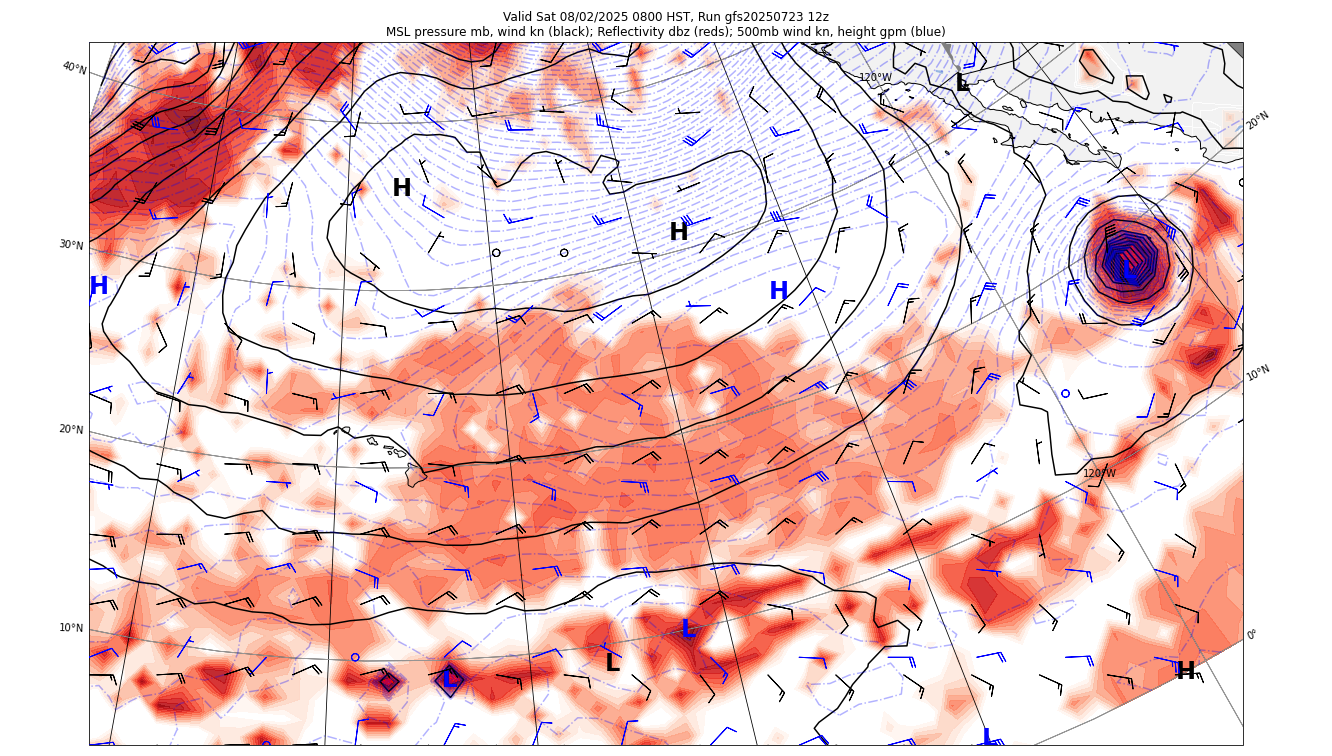 Valid Sat 08/02/2025 0800 HST, Run gfs20250723 12z
MSL pressure mb, wind kn (black); Reflectivity dbz (reds); 500mb wind kn, height gpm (blue)
40°N
120°W
L
20°N
H
H
30°N
H
H
L
10°N
20°N
120°W
10°N
L
0°
L
L
H
L